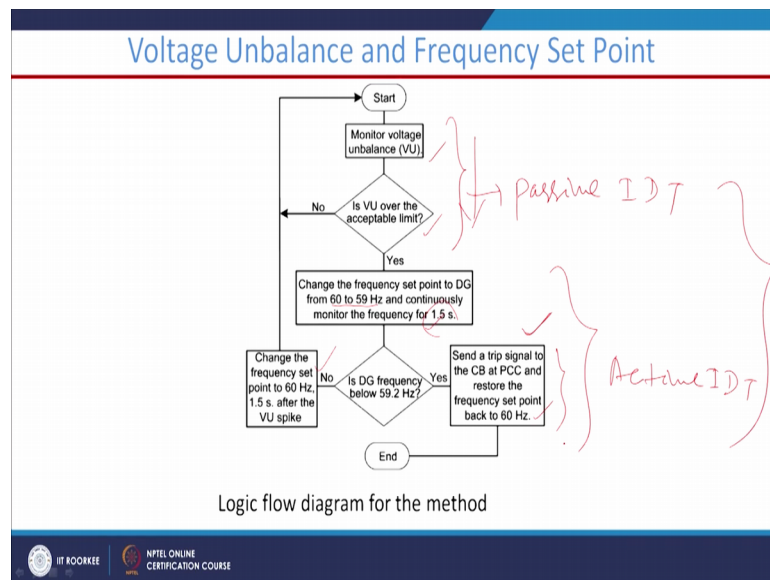 Voltage Unbalance and Frequency Set Point
Start
Monitor voltage
unbalance (VU).
Is VU over the
acceptable limit?
No
Yes
passive IDT
Change the frequency set point to DG
from 60 to 59 Hz and continuously
monitor the frequency for 1.5 s.
Change the
frequency set
point to 60 Hz,
1.5 s. after the
VU spike
No
Is DG frequency
below 59.2 Hz?
Yes
Send a trip signal to
the CB at PCC and
restore the
frequency set point
back to 60 Hz.
Active IDT
End
Logic flow diagram for the method
IIT ROORKEE
NPTEL ONLINE
CERTIFICATION COURSE